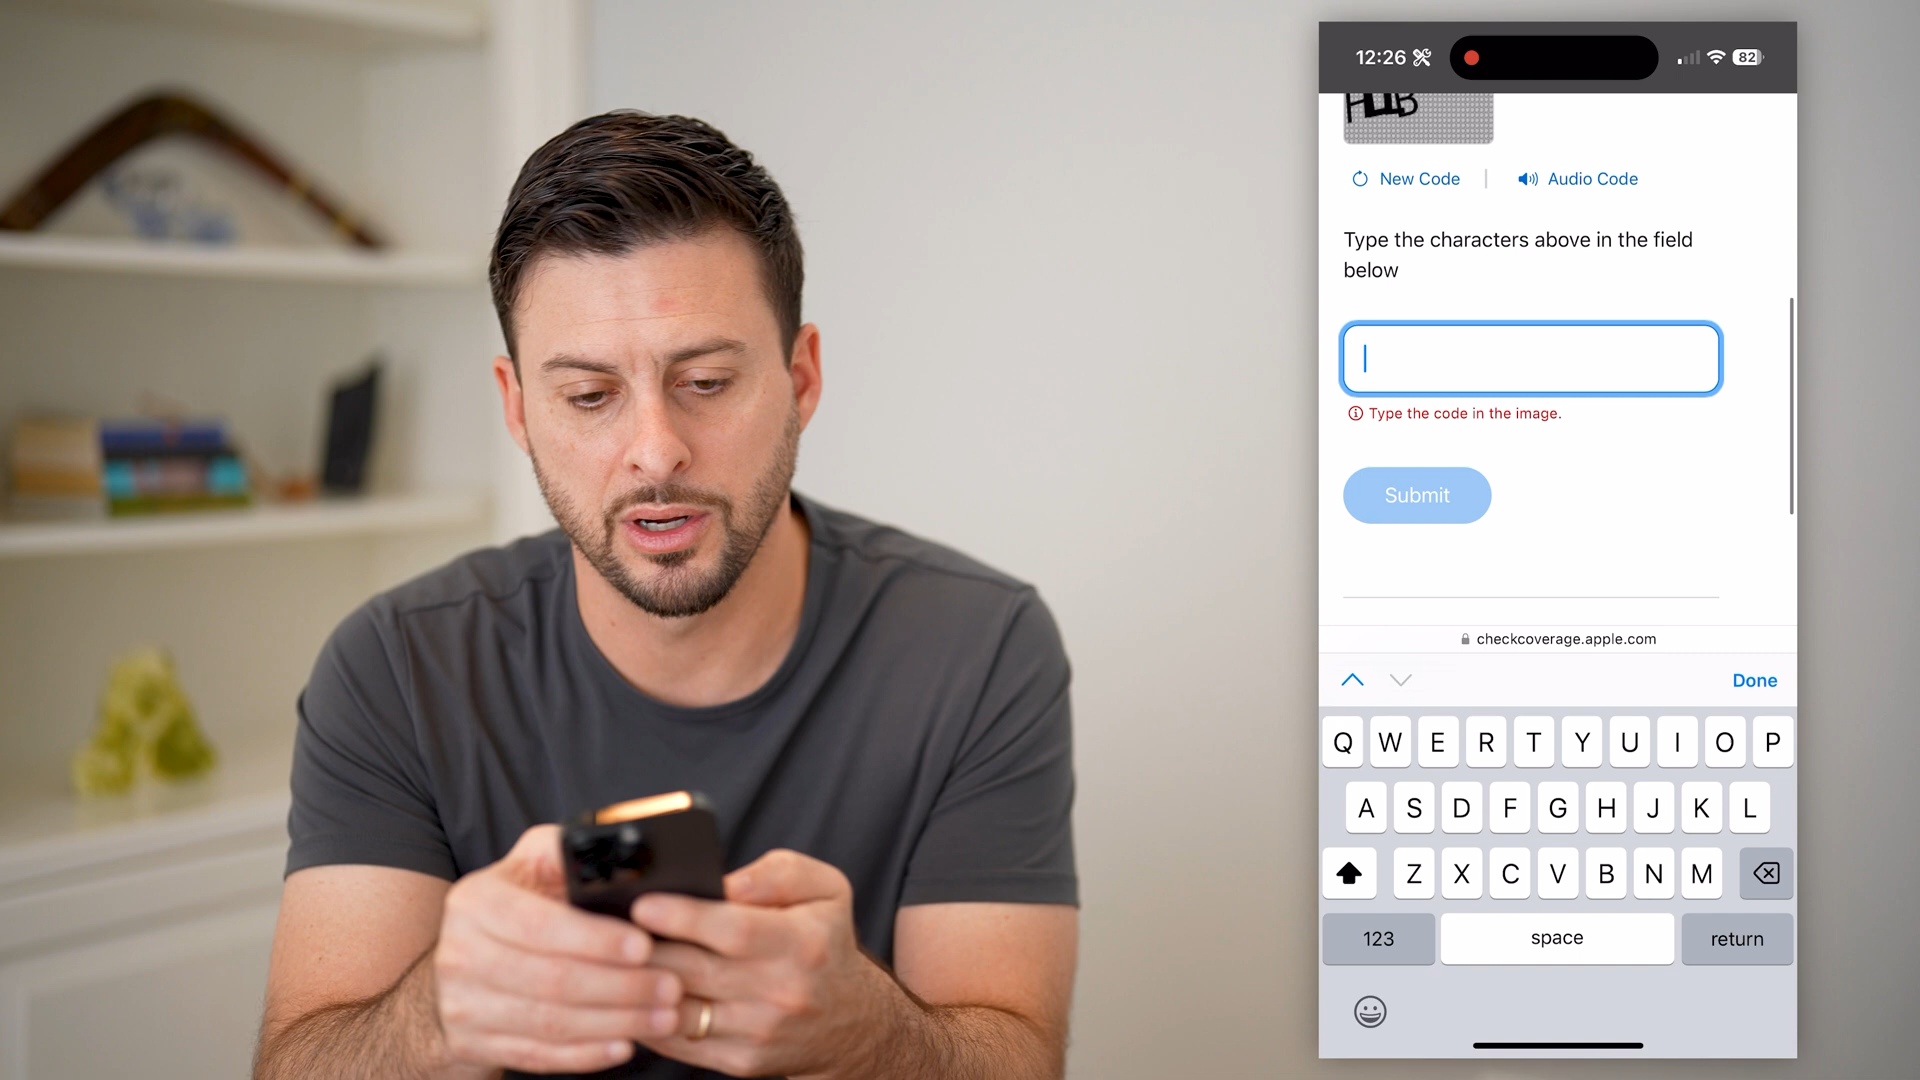 12:26
82
New Code
Audio Code
Type the characters above in the field
below
Type the code in the image.
Submit
checkcoverage.apple.com
Done
Q W E R T Y U I O P
A S D F G H J K L
Z X C V B N M
123 space return